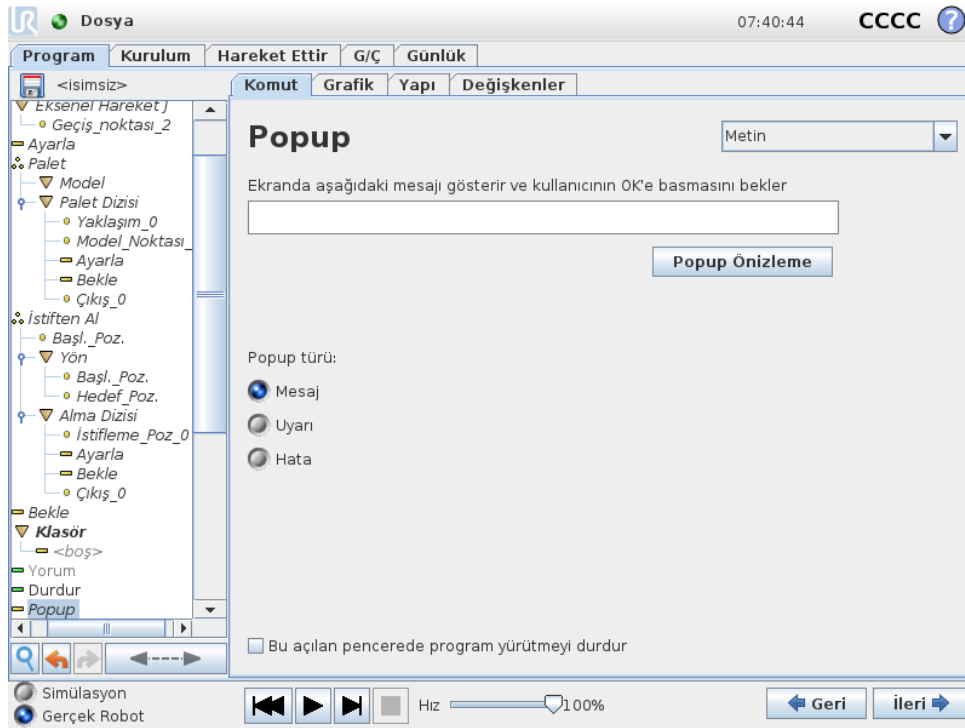 Dosya
07:40:44
CCCC
?
Program
Kurulum
Hareket Ettir
G/Ç
Günlük
<isimsiz>
Komut
Grafik
Yapı
Değişkenler
Eksenel Hareket J
Geçiş_noktası_2
Ayarla
Palet
Model
Palet Dizisi
Yaklaşım_0
Model_Noktası_
Ayarla
Bekle
Çıkış_0
İstiften Al
Başl._Poz.
Yön
Başl._Poz.
Hedef_Poz.
Alma Dizisi
İstifleme_Poz_0
Ayarla
Bekle
Çıkış_0
Bekle
Klasör
<boş>
Yorum
Durdur
Popup
Popup
Metin
Ekranda aşağıdaki mesajı gösterir ve kullanıcının OK'e basmasını bekler
Popup Önizleme
Popup türü:
Mesaj
Uyarı
Hata
Bu açılan pencerede program yürütmeyi durdur
Simülasyon
Gerçek Robot
Hız
100%
Geri
İleri